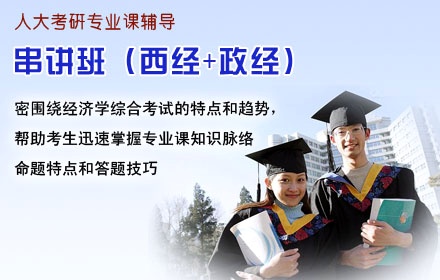 人大考研专业课辅导
串讲班（西经+政经）
密围绕经济学综合考试的特点和趋势，
帮助考生迅速掌握专业课知识脉络
命题特点和答题技巧